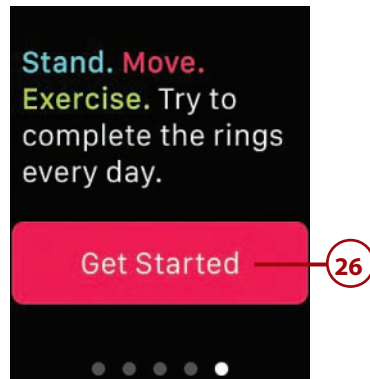 Stand. Move.
Exercise. Try to
complete the rings
every day.
Get Started
26